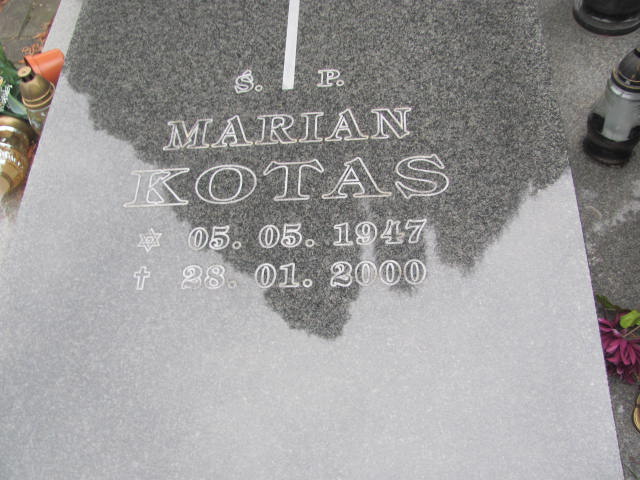 Ś. P.
MARIAN
KOTAS
✡ 05. 05. 1947
† 28. 01. 2000